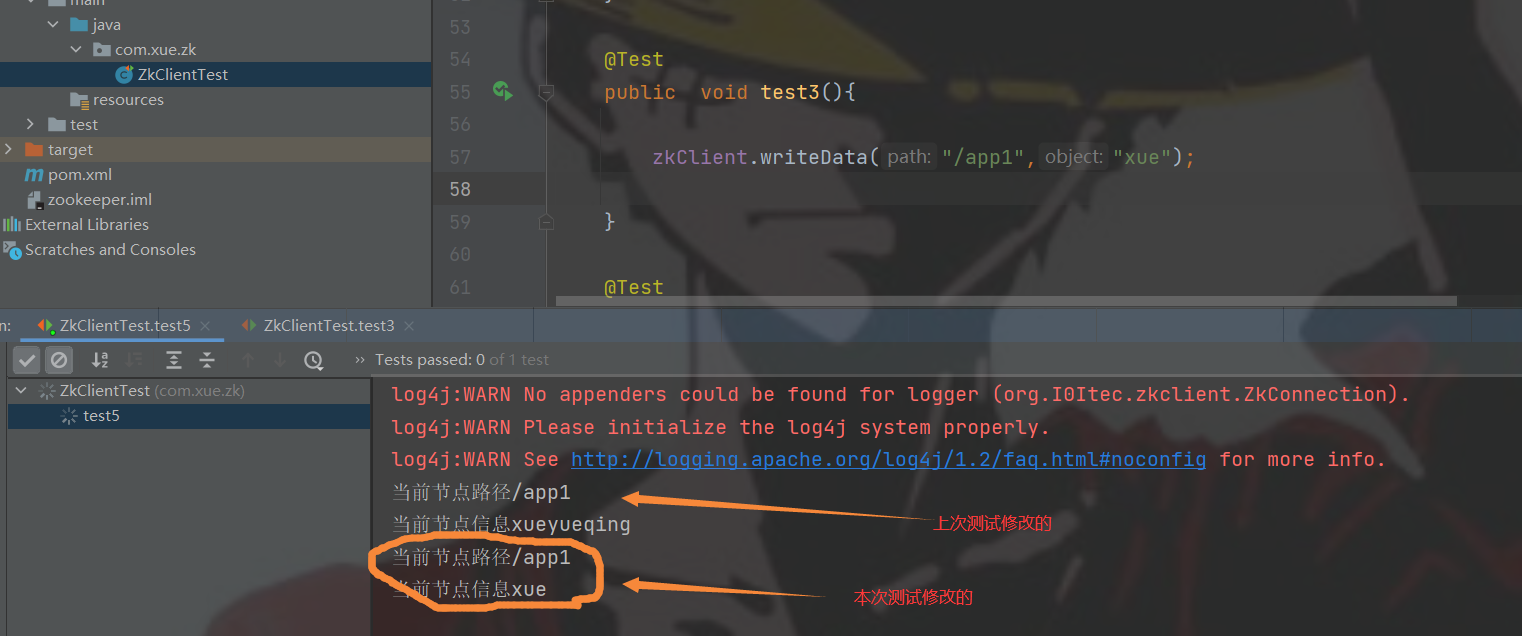 main
java
com.xue.zk
ZkClientTest
resources
test
target
pom.xml
zookeeper.iml
External Libraries
Scratches and Consoles
53
54 @Test
55 public void test3(){
56
57 zkClient.writeData( path: "/app1", object: "xue");
58
59 }
60
61 @Test
n: ZkClientTest.test5 ZkClientTest.test3
Tests passed: 0 of 1 test
ZkClientTest (com.xue.zk)
test5
log4j:WARN No appenders could be found for logger (org.I0Itec.zkclient.ZkConnection).
log4j:WARN Please initialize the log4j system properly.
log4j:WARN See http://logging.apache.org/log4j/1.2/faq.html#noconfig for more info.
当前节点路径/app1
上次测试修改的
当前节点信息xueyueqing
当前节点路径/app1
当前节点信息xue
本次测试修改的